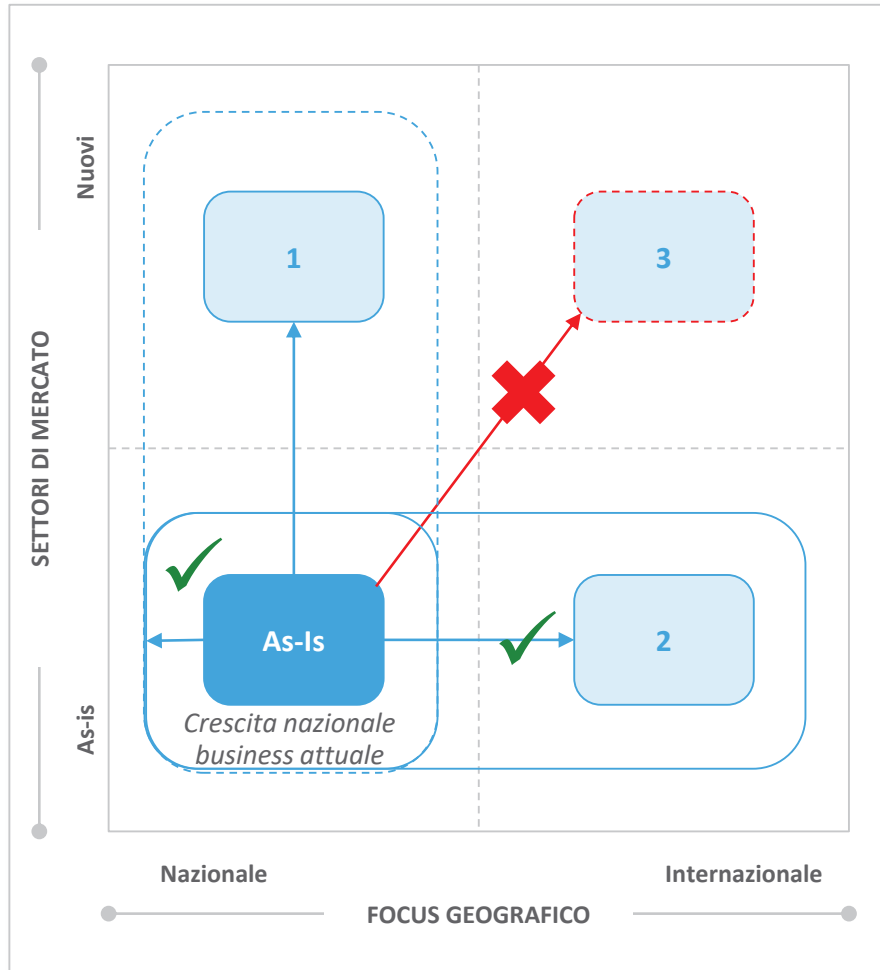 Nuovi
1
3
SETTORI DI MERCATO
As-Is
2
Crescita nazionale
business attuale
As-is
Nazionale
Internazionale
FOCUS GEOGRAFICO